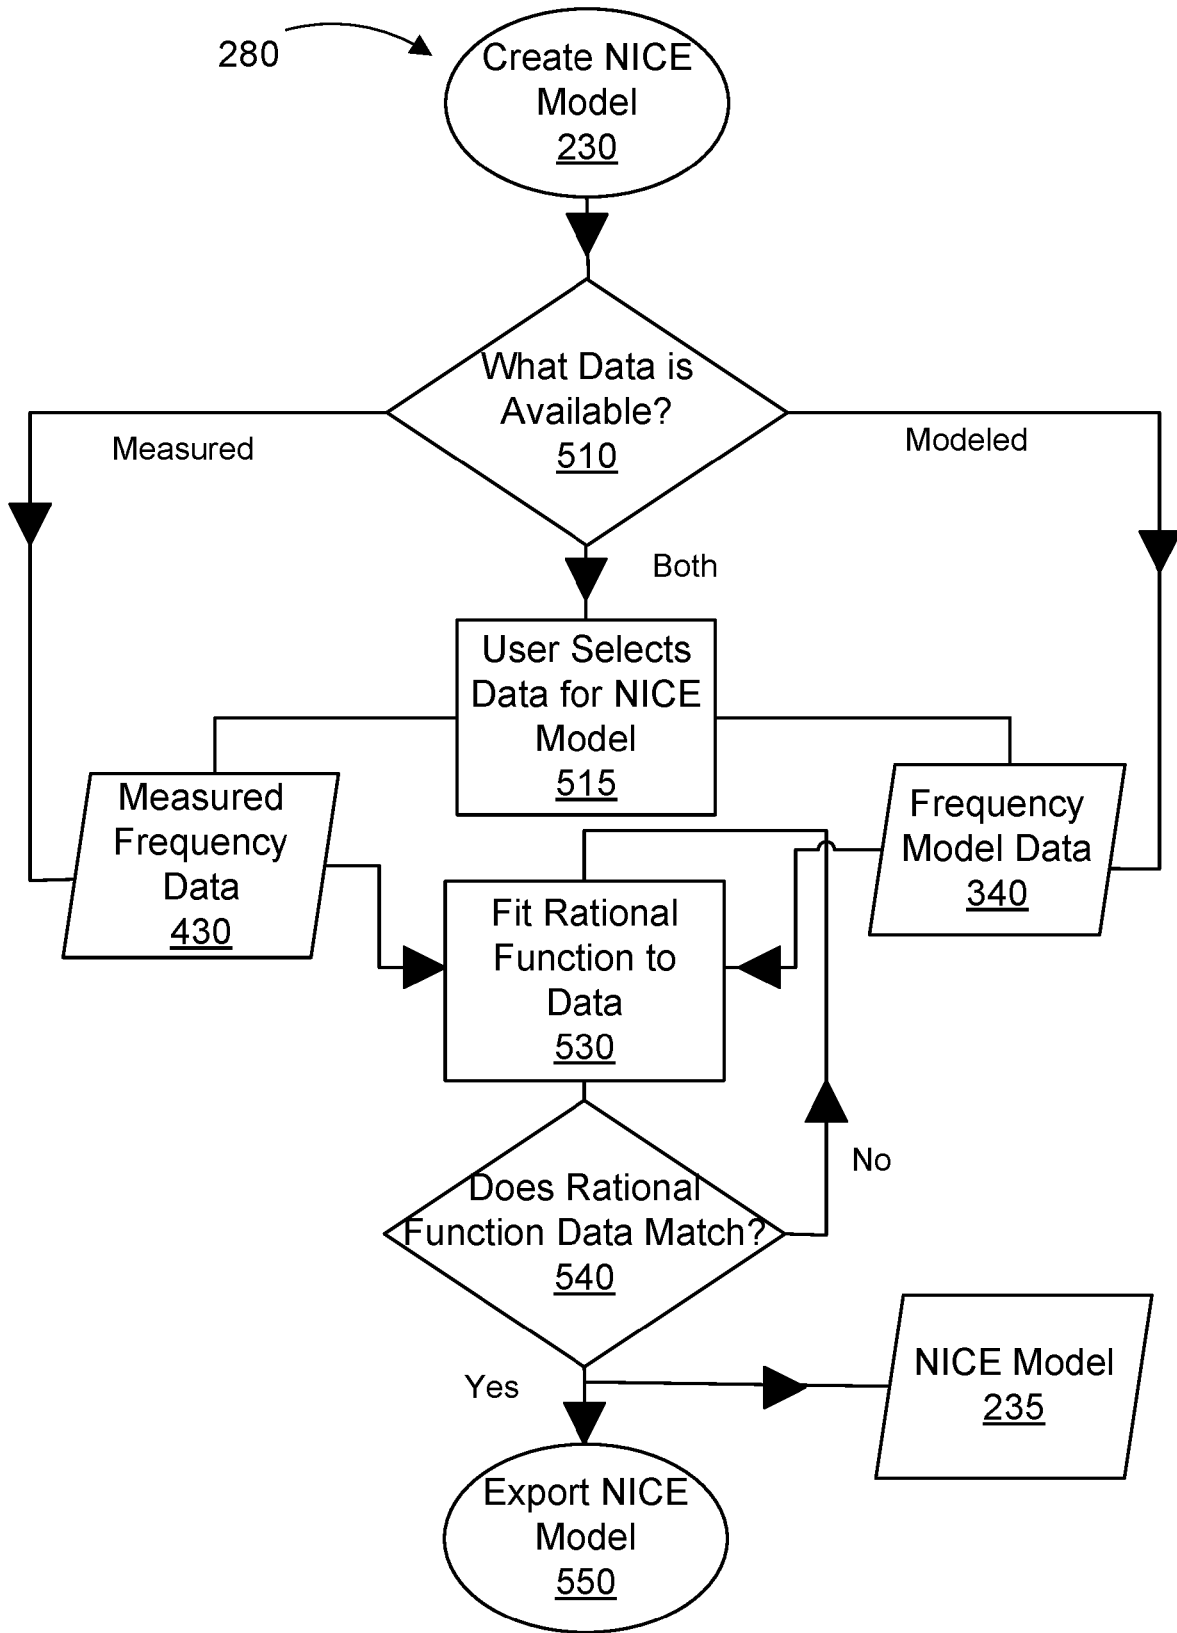 280
Create NICE
Model
230
What Data is
Available?
510
Measured
Modeled
Both
User Selects
Data for NICE
Model
515
Measured
Frequency
Data
430
Frequency
Model Data
340
Fit Rational
Function to
Data
530
No
Does Rational
Function Data Match?
540
Yes
NICE Model
235
Export NICE
Model
550